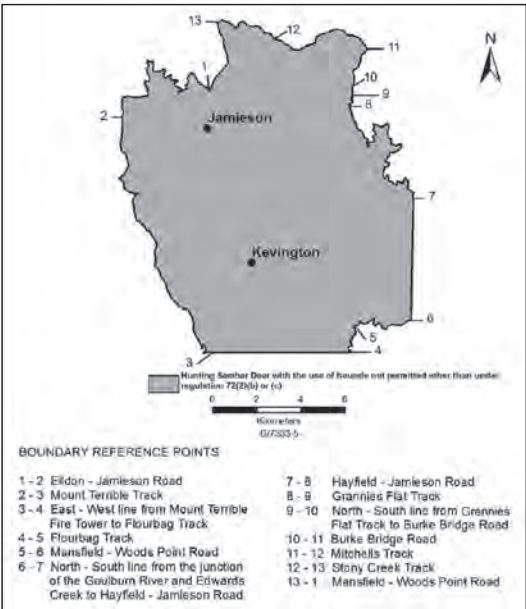 13
12
11
N
10
9
8
1
2
Jamieson
7
Kevington
6
5
4
3
Hunting Sambar Deer with the use of hounds not permitted other than under
regulation 72(2)(b) or (c)
0 2 4 6
Kilometers
G/7333-5
BOUNDARY REFERENCE POINTS
1 - 2 Eildon - Jamieson Road
2 - 3 Mount Terrible Track
3 - 4 East - West line from Mount Terrible
Fire Tower to Flourbag Track
4 - 5 Flourbag Track
5 - 6 Mansfield - Woods Point Road
6 - 7 North - South line from the junction
of the Goulburn River and Edwards
Creek to Hayfield - Jamieson Road
7 - 8 Hayfield - Jamieson Road
8 - 9 Grannies Flat Track
9 - 10 North - South line from Grennies
Flat Track to Burke Bridge Road
10 - 11 Burke Bridge Road
11 - 12 Mitchells Track
12 - 13 Stony Creek Track
13 - 1 Mansfield - Woods Point Road